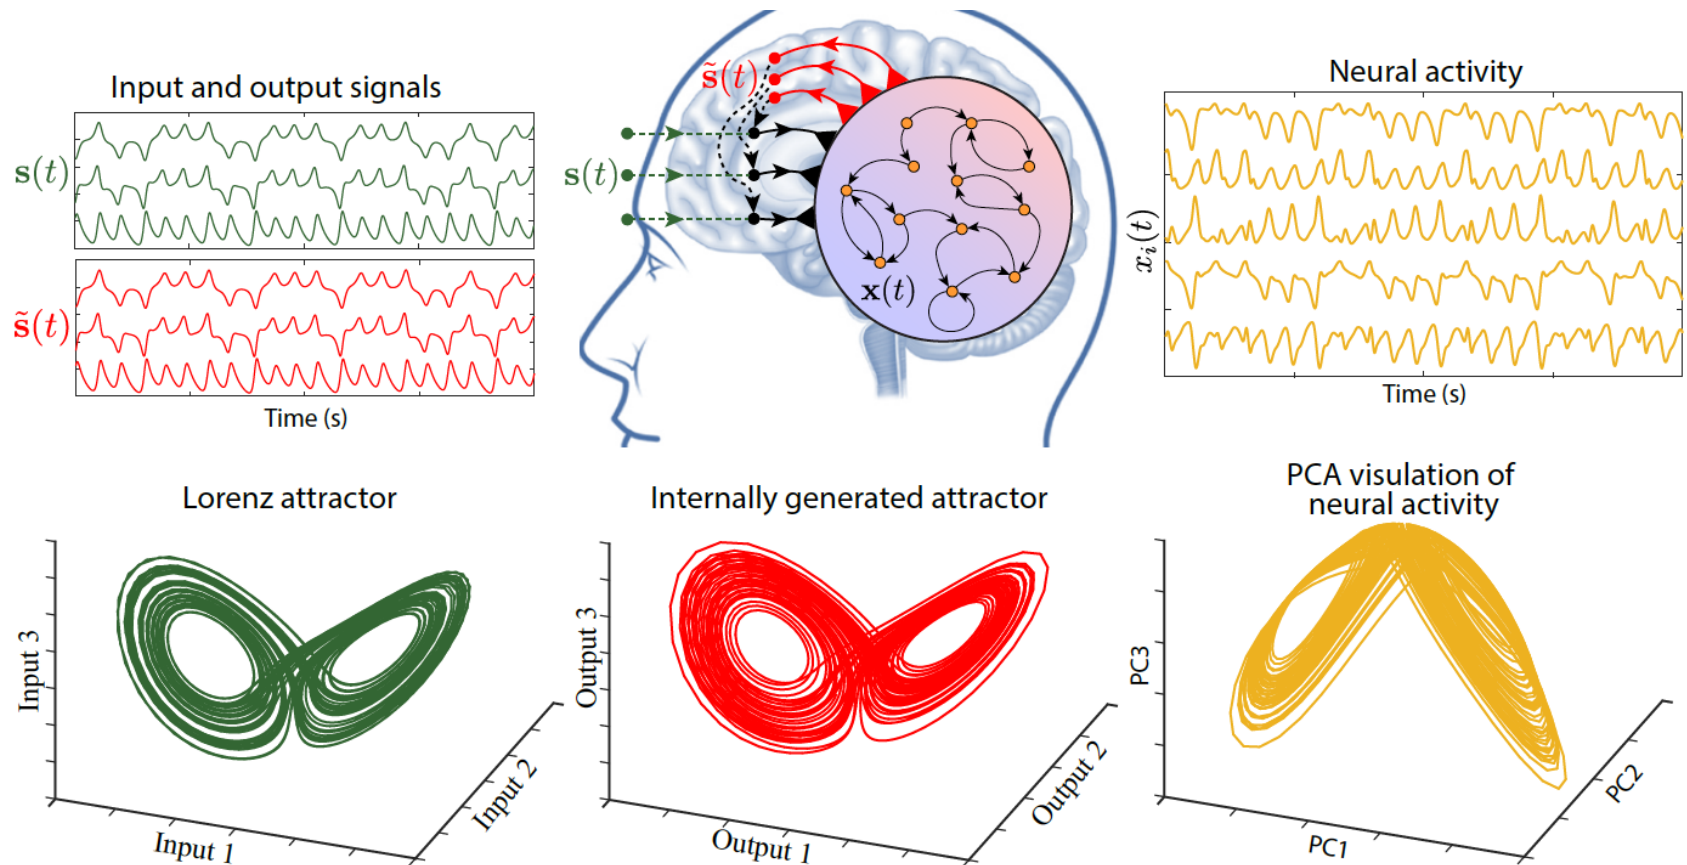 Input and output signals
s(t)
s̃(t)
Time (s)
s̃(t)
s(t)
x(t)
Neural activity
x_i(t)
Time (s)
Lorenz attractor
Input 3
Input 1
Input 2
Internally generated attractor
Output 3
Output 1
Output 2
PCA visulation of
neural activity
PC3
PC1
PC2